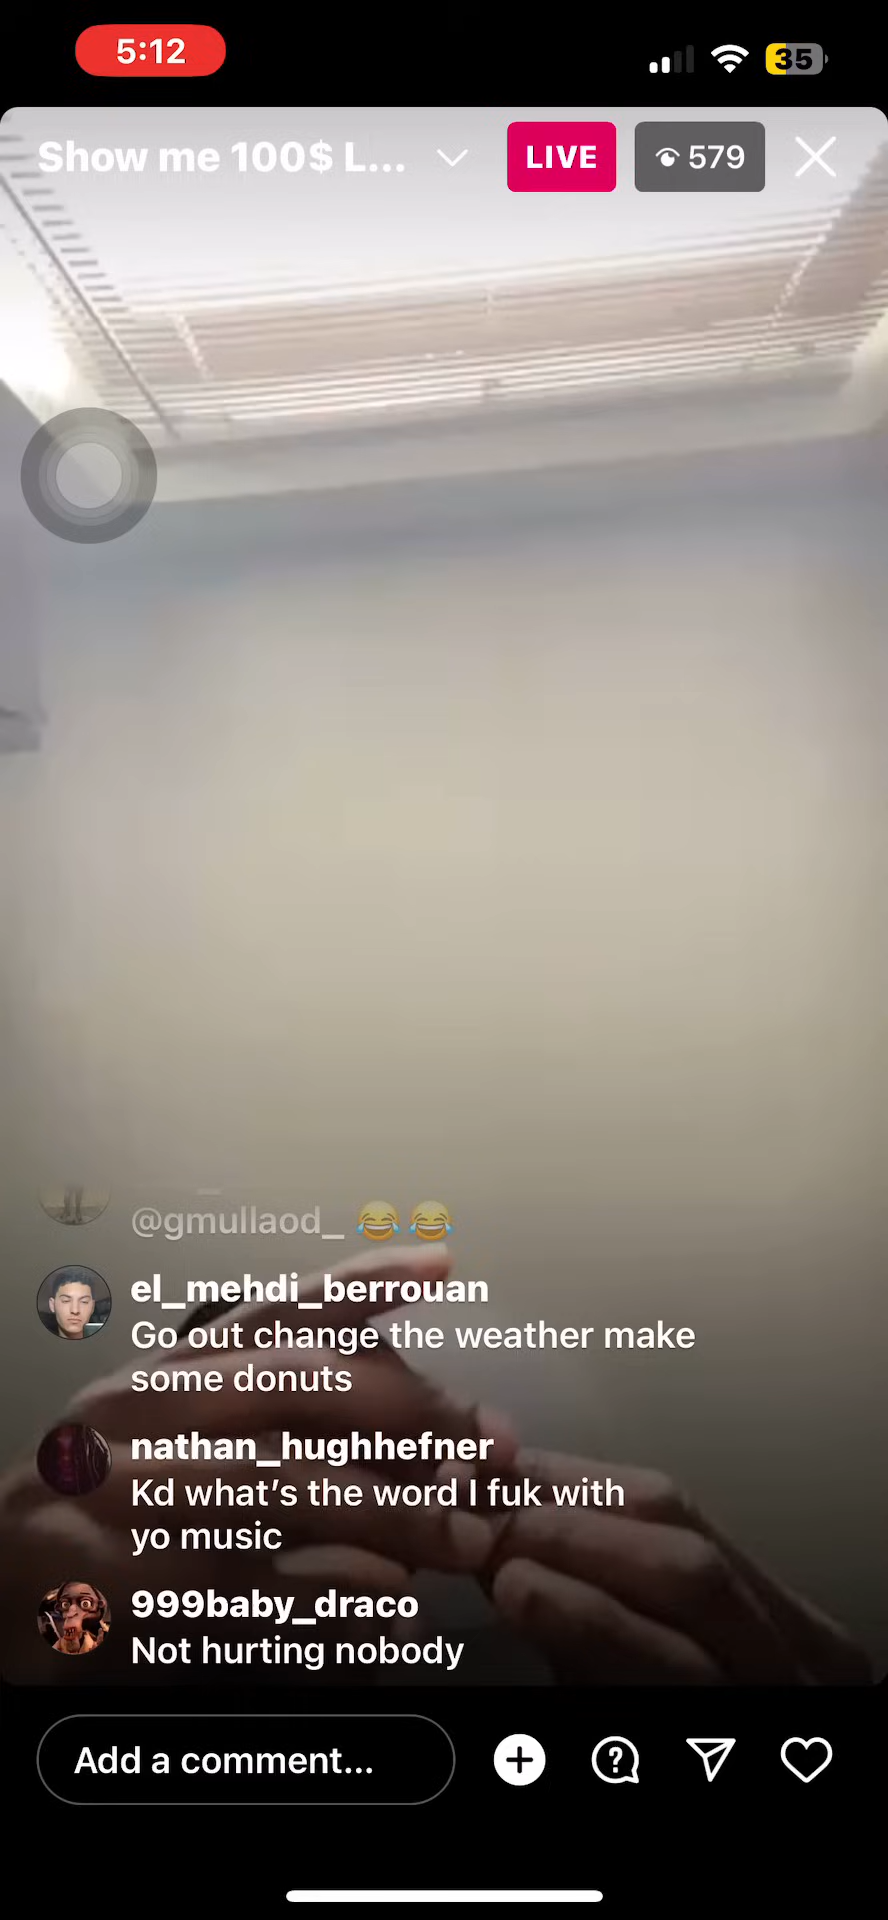 5:12
35
Show me 100$ L...
LIVE
579
@gmullaod_ 😂😂
el_mehdi_berrouan
Go out change the weather make
some donuts
nathan_hughhefner
Kd what's the word I fuk with
yo music
999baby_draco
Not hurting nobody
Add a comment...